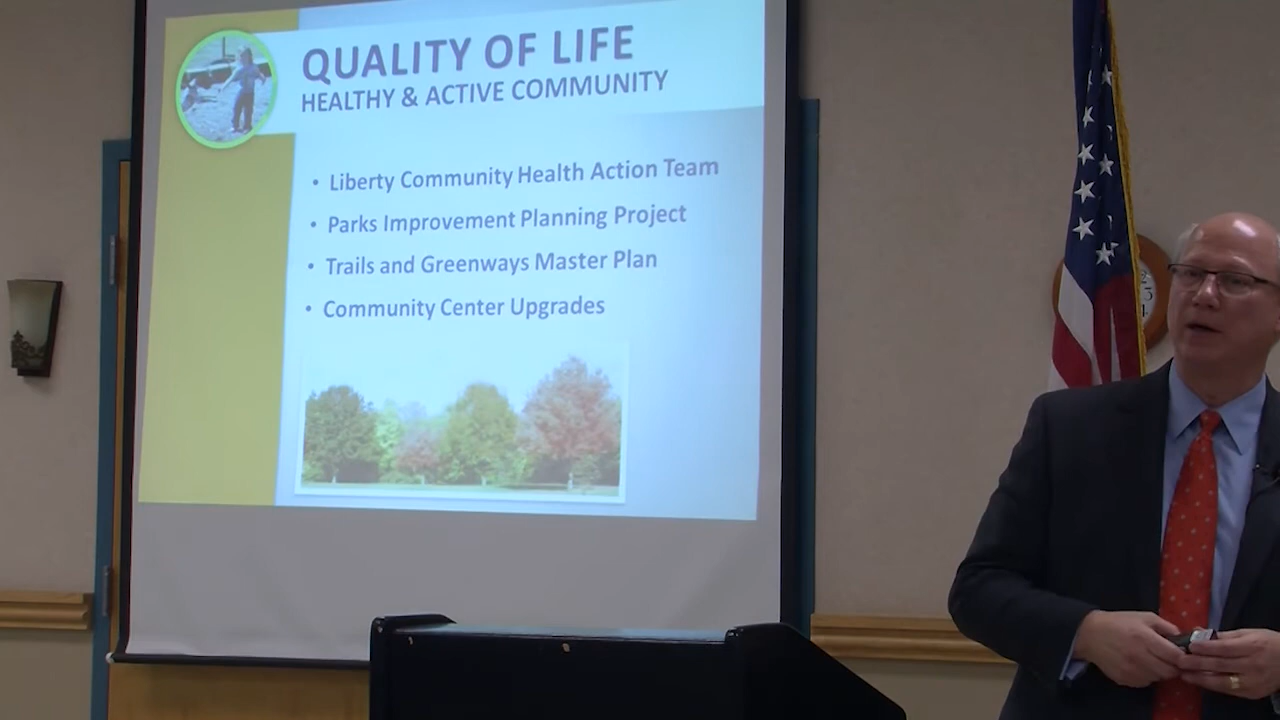 QUALITY OF LIFE
HEALTHY & ACTIVE COMMUNITY
• Liberty Community Health Action Team
• Parks Improvement Planning Project
• Trails and Greenways Master Plan
• Community Center Upgrades